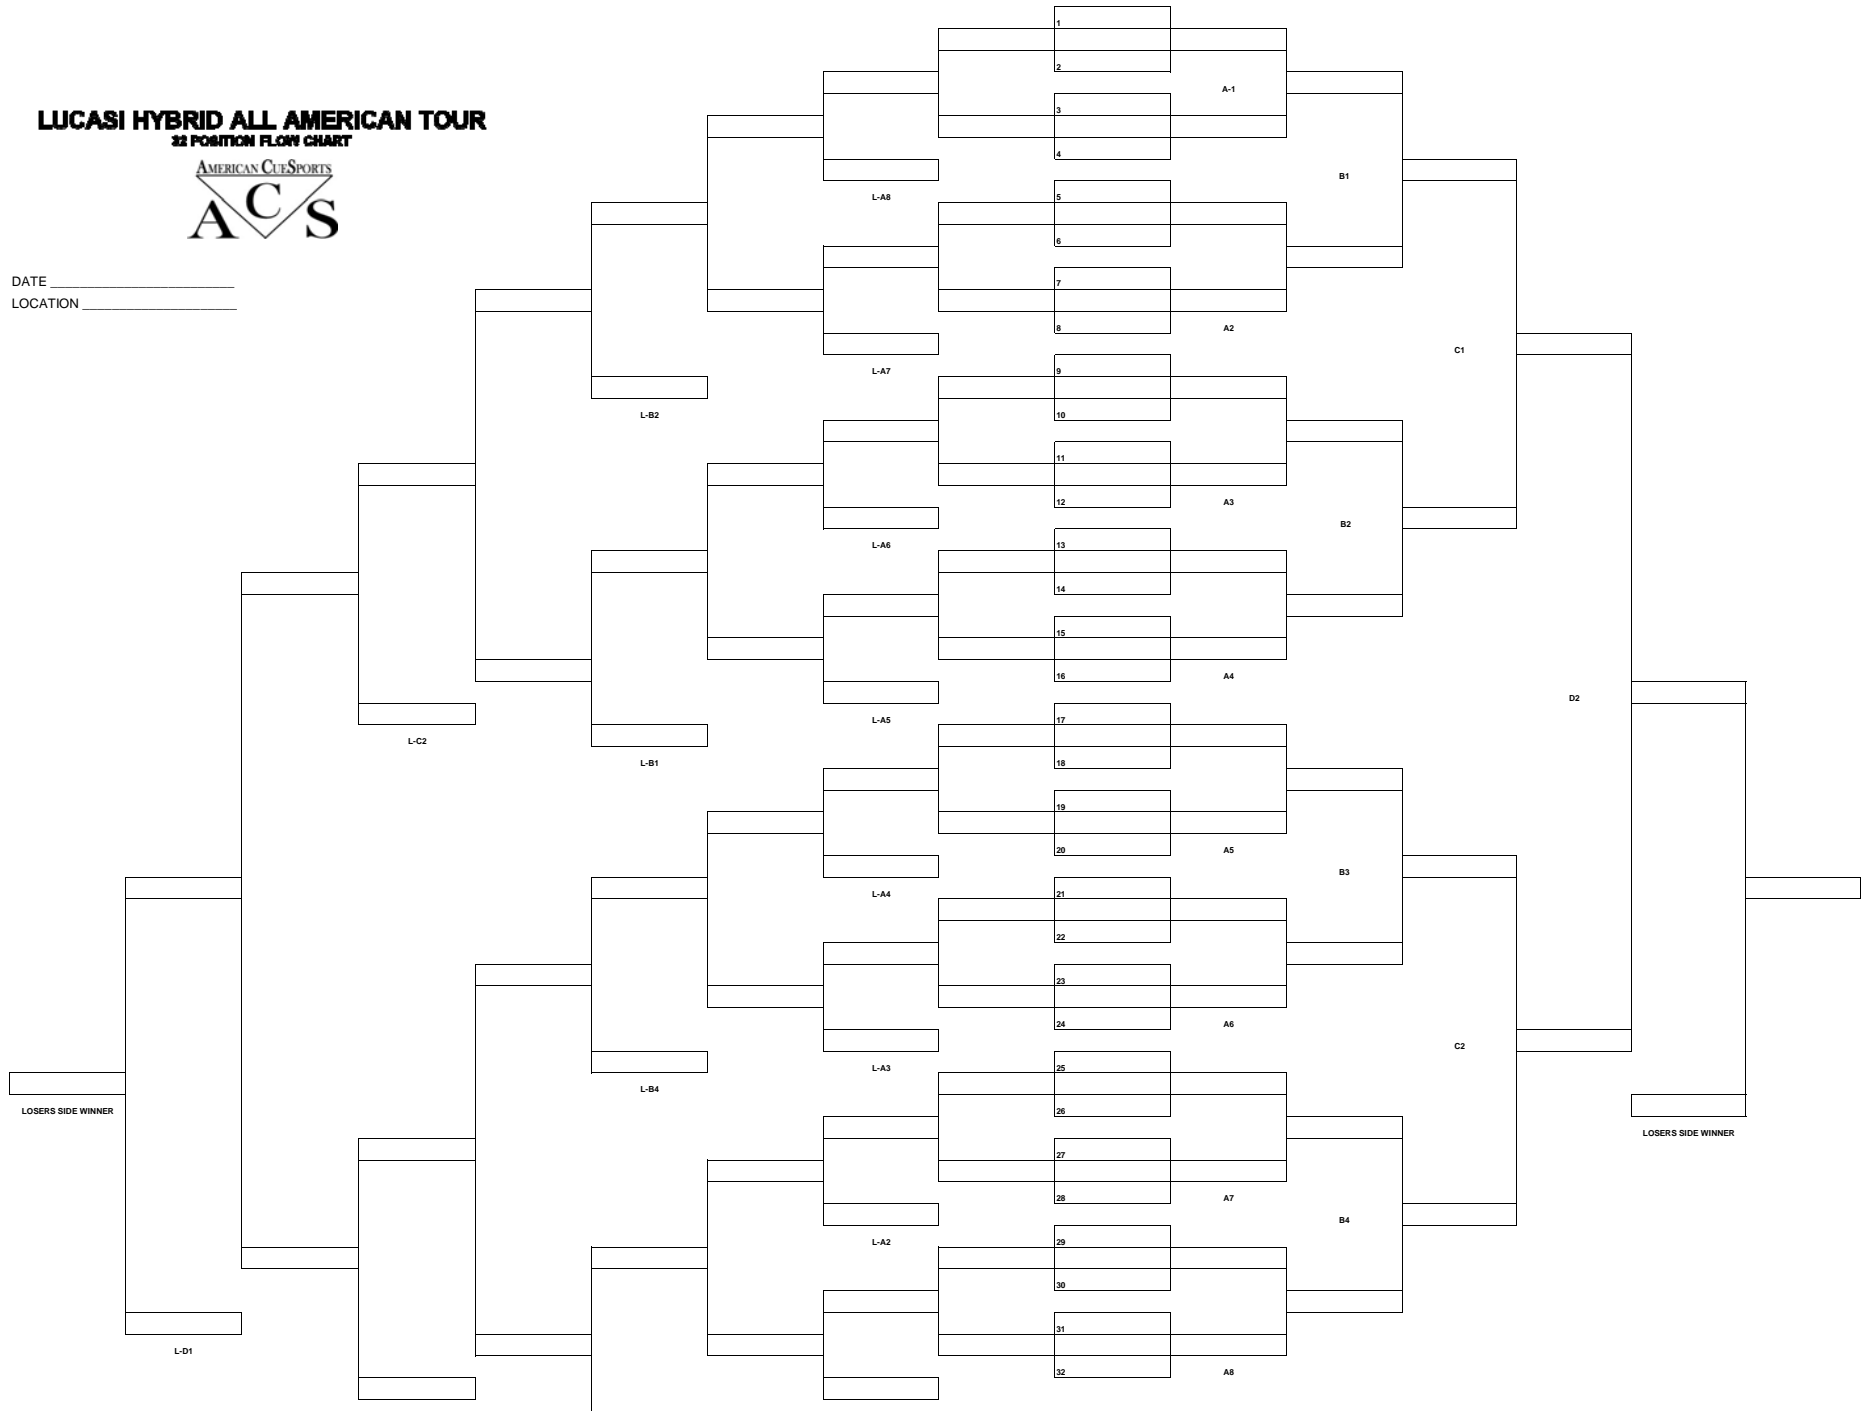 LUCASI HYBRID ALL AMERICAN TOUR
32 POSITION FLOW CHART
AMERICAN CUESPORTS
ACS
DATE _________________________
LOCATION _____________________
1
2
A-1
3
4
B1
5
L-A8
6
7
8
A2
C1
9
L-A7
10
L-B2
11
12
A3
B2
13
L-A6
14
15
16
A4
D2
17
L-A5
L-C2
18
L-B1
19
20
A5
B3
21
L-A4
22
23
24
A6
C2
25
L-A3
L-B4
26
LOSERS SIDE WINNER
LOSERS SIDE WINNER
27
28
A7
B4
29
L-A2
30
31
L-D1
32
A8